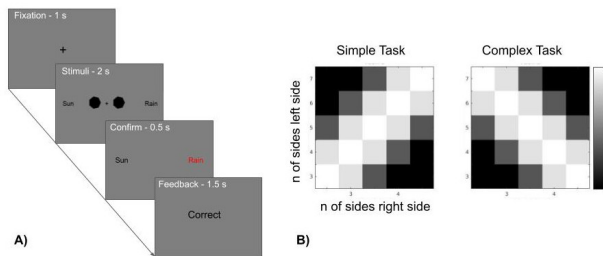 Fixation - 1 s
+
Stimuli - 2 s
Sun + Rain
Confirm - 0.5 s
Sun Rain
Feedback - 1.5 s
Correct
A)
Simple Task Complex Task
n of sides left side
7
6
5
4
3
3 4
7
6
5
4
3
3 4
n of sides right side
B)